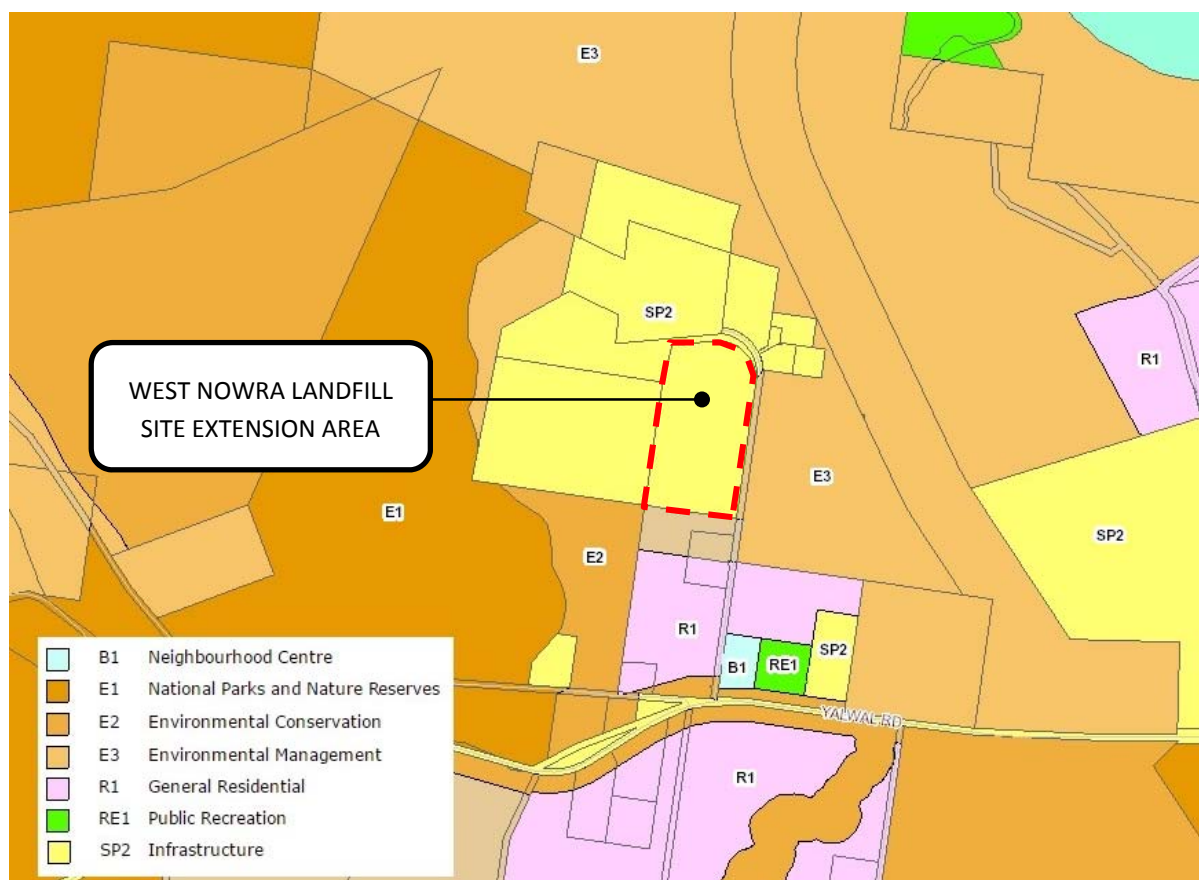 E3
SP2
R1
WEST NOWRA LANDFILL
SITE EXTENSION AREA
E3
E1
SP2
E2
R1
SP2
B1
RE1
YALWAL RD
R1
B1 Neighbourhood Centre
E1 National Parks and Nature Reserves
E2 Environmental Conservation
E3 Environmental Management
R1 General Residential
RE1 Public Recreation
SP2 Infrastructure